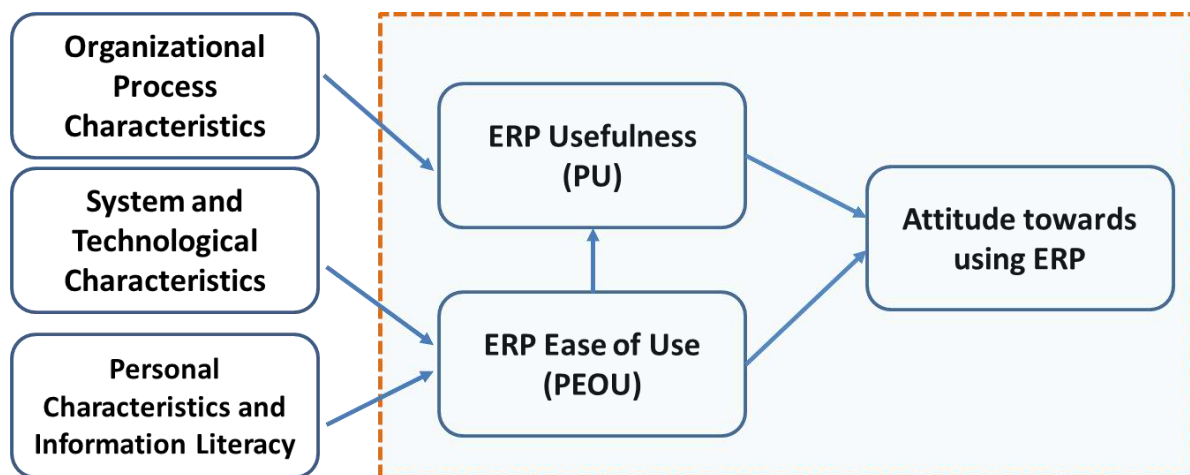 Organizational
Process
Characteristics
System and
Technological
Characteristics
Personal
Characteristics and
Information Literacy
ERP Usefulness
(PU)
ERP Ease of Use
(PEOU)
Attitude towards
using ERP